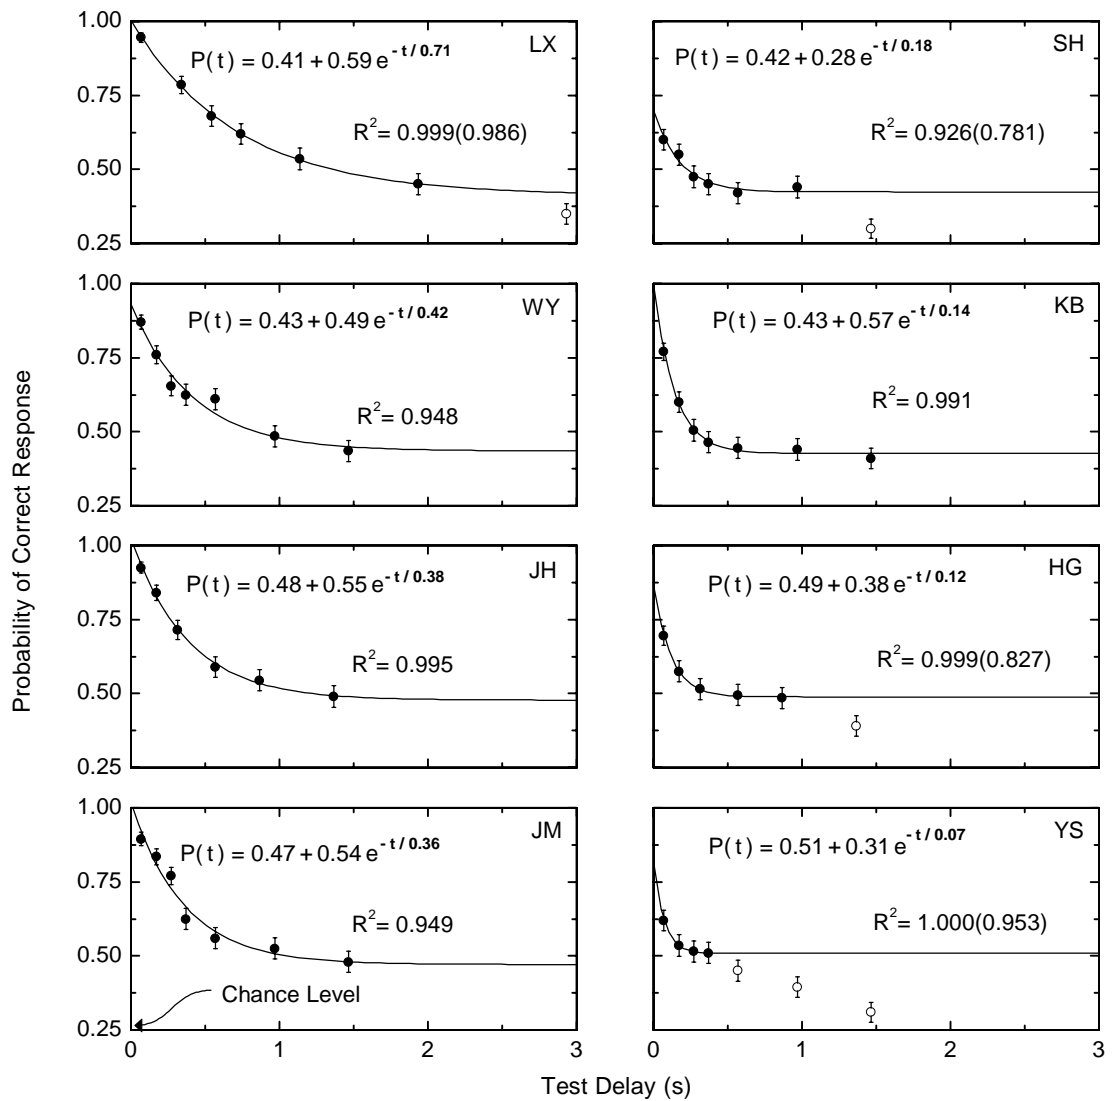 Probability of Correct Response
1.00
0.75
0.50
0.25
LX
P(t) = 0.41 + 0.59 e^{-t / 0.71}
R^2 = 0.999(0.986)
SH
P(t) = 0.42 + 0.28 e^{-t / 0.18}
R^2 = 0.926(0.781)
1.00
0.75
0.50
0.25
WY
P(t) = 0.43 + 0.49 e^{-t / 0.42}
R^2 = 0.948
KB
P(t) = 0.43 + 0.57 e^{-t / 0.14}
R^2 = 0.991
1.00
0.75
0.50
0.25
JH
P(t) = 0.48 + 0.55 e^{-t / 0.38}
R^2 = 0.995
HG
P(t) = 0.49 + 0.38 e^{-t / 0.12}
R^2 = 0.999(0.827)
1.00
0.75
0.50
0.25
JM
P(t) = 0.47 + 0.54 e^{-t / 0.36}
R^2 = 0.949
Chance Level
YS
P(t) = 0.51 + 0.31 e^{-t / 0.07}
R^2 = 1.000(0.953)
0 1 2 3
0 1 2 3
Test Delay (s)